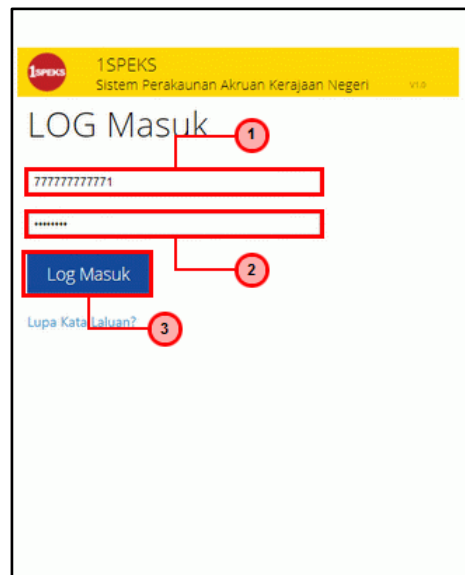 1SPEKS
1SPEKS
Sistem Perakaunan Akruan Kerajaan Negeri V1.0
LOG Masuk
1
777777777771
••••••••
2
Log Masuk
Lupa Kata Laluan?
3